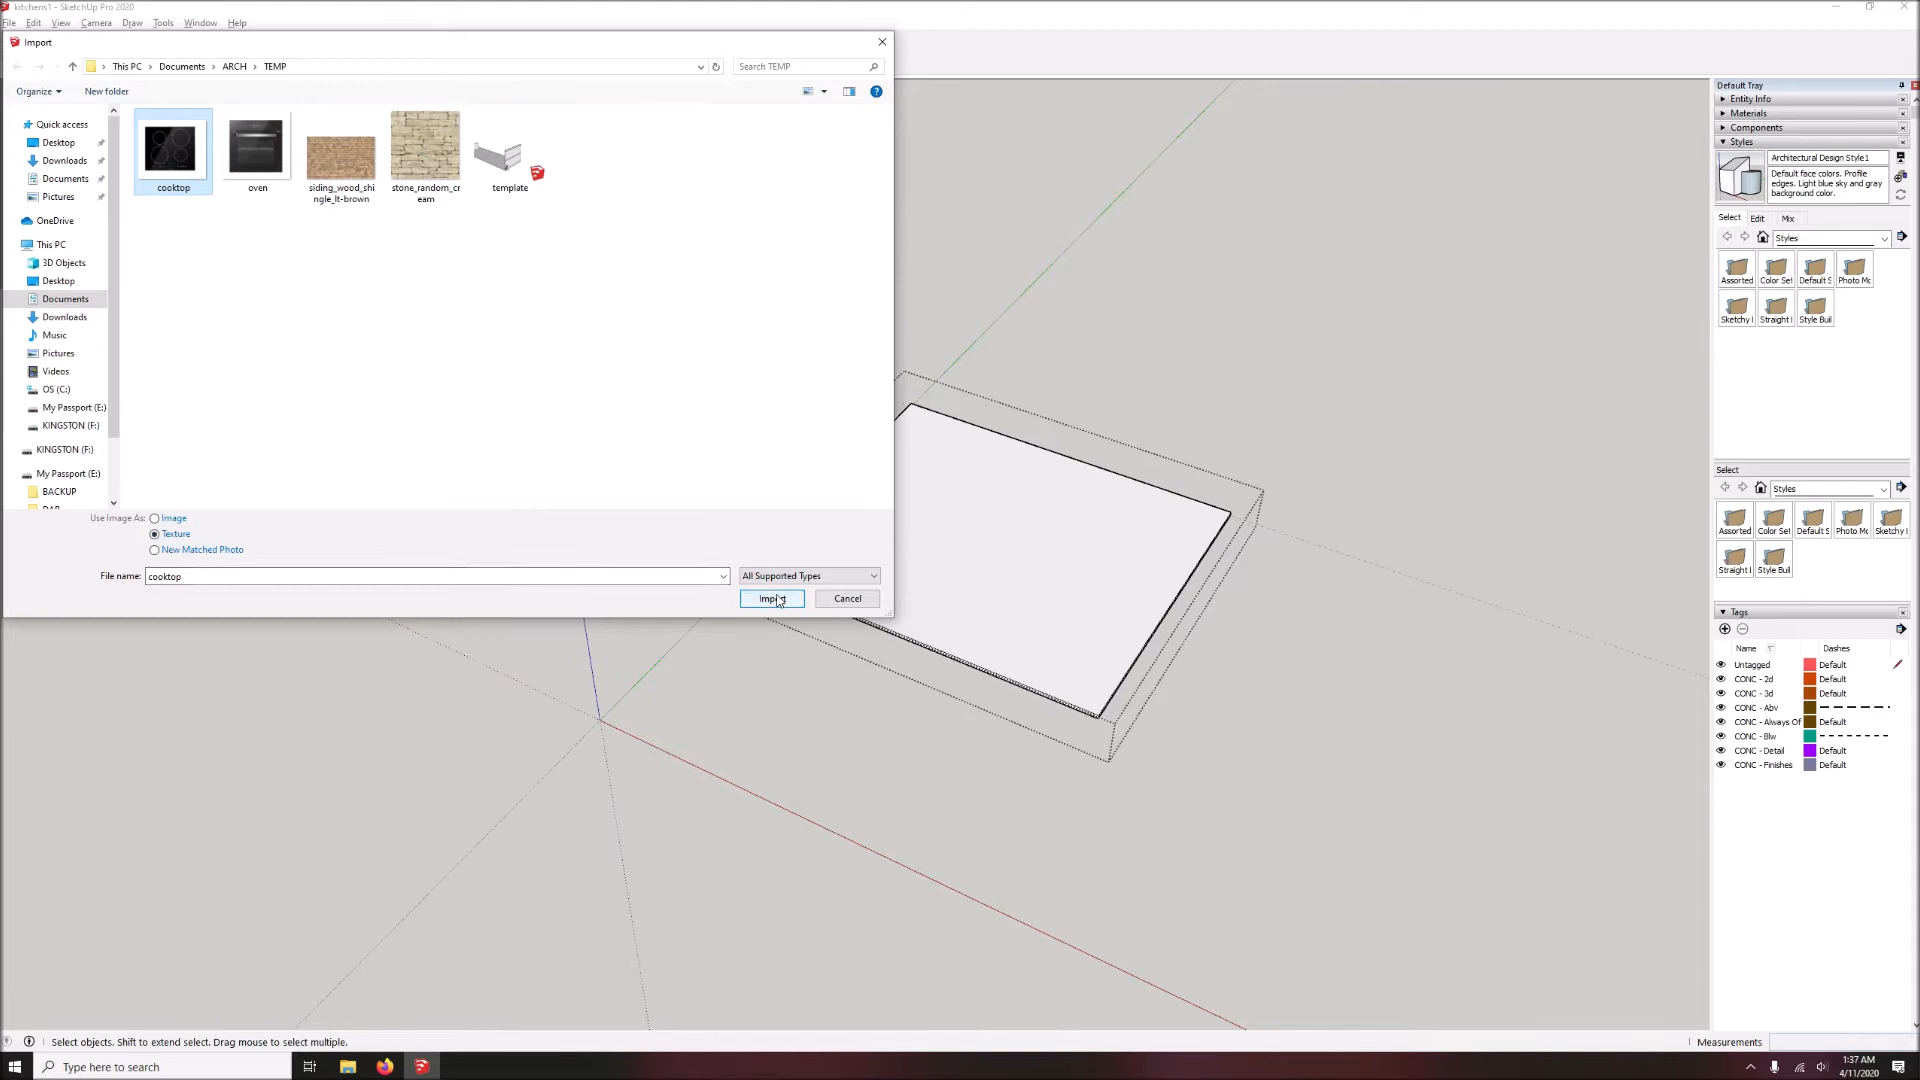 kitchens1 - SketchUp Pro 2020
File Edit View Camera Draw Tools Window Help
Import
This PC > Documents > ARCH > TEMP
Search TEMP
Organize
New folder
Quick access
Desktop
Downloads
Documents
Pictures
OneDrive
This PC
3D Objects
Desktop
Documents
Downloads
Music
Pictures
Videos
OS (C:)
My Passport (E:)
KINGSTON (F:)
KINGSTON (F:)
My Passport (E:)
BACKUP
cooktop
oven
siding_wood_shi
ngle_lt-brown
stone_random_cr
eam
template
Use Image As:
Image
Texture
New Matched Photo
File name: cooktop
All Supported Types
Import
Cancel
Default Tray
Entity Info
Materials
Components
Styles
Architectural Design Style1
Default face colors. Profile
edges. Light blue sky and gray
background color.
Select Edit Mix
Styles
Assorted Color Set Default S Photo Mo
Sketchy I Straight I Style Buil
Select
Styles
Assorted Color Set Default S Photo Mo Sketchy I
Straight I Style Buil
Tags
Name Dashes
Untagged Default
CONC - 2d Default
CONC - 3d Default
CONC - Abv
CONC - Always Of Default
CONC - Blw
CONC - Detail Default
CONC - Finishes Default
Select objects. Shift to extend select. Drag mouse to select multiple.
Measurements
Type here to search
1:37 AM
4/11/2020